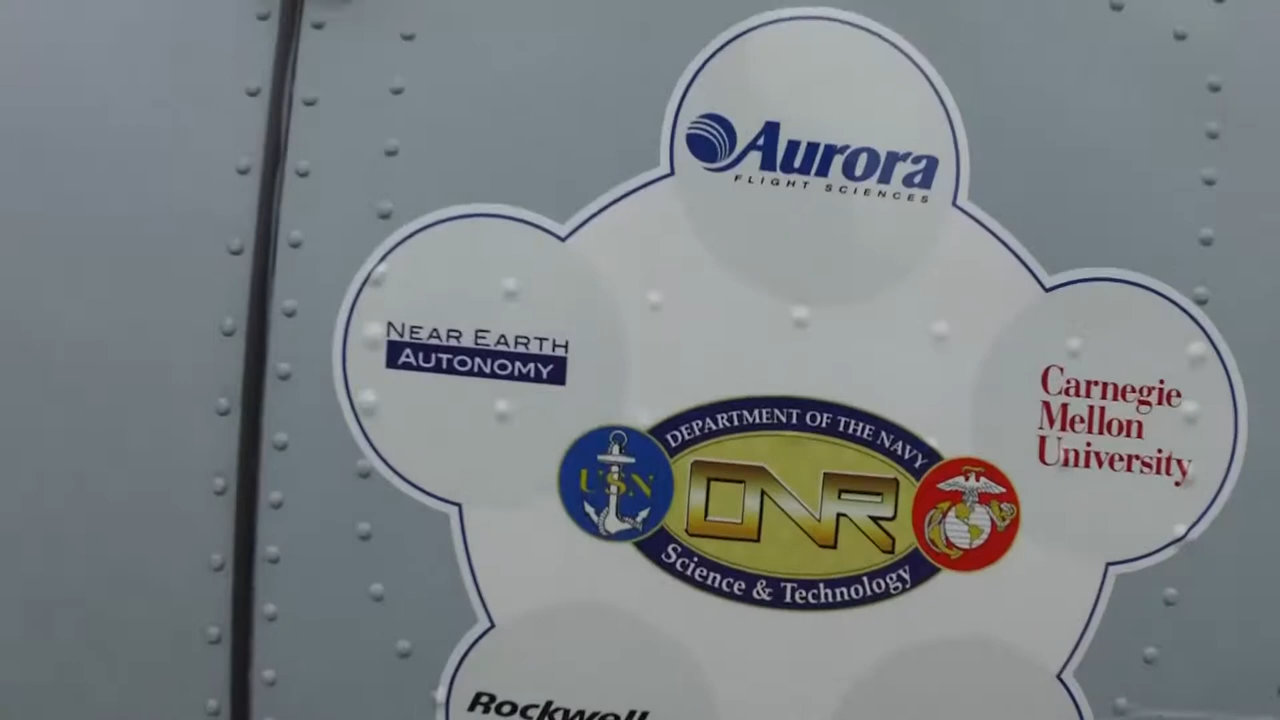 Aurora
FLIGHT SCIENCES
NEAR EARTH
AUTONOMY
Carnegie
Mellon
University
DEPARTMENT OF THE NAVY
USN
ONR
Science & Technology
Rockwell